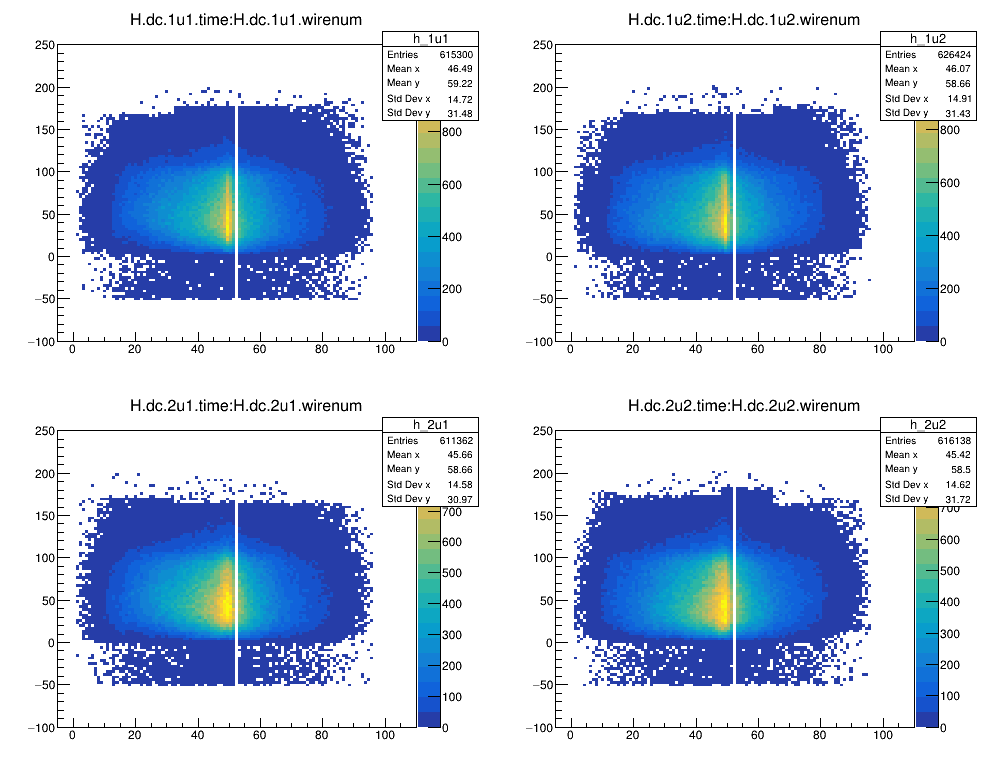 H.dc.1u1.time:H.dc.1u1.wirenum
h_1u1
Entries 615300
Mean x 46.49
Mean y 59.22
Std Dev x 14.72
Std Dev y 31.48
250
200
150
100
50
0
−50
−100
0 20 40 60 80 100
800
600
400
200
0
H.dc.1u2.time:H.dc.1u2.wirenum
h_1u2
Entries 626424
Mean x 46.07
Mean y 58.66
Std Dev x 14.91
Std Dev y 31.43
250
200
150
100
50
0
−50
−100
0 20 40 60 80 100
800
600
400
200
0
H.dc.2u1.time:H.dc.2u1.wirenum
h_2u1
Entries 611362
Mean x 45.66
Mean y 58.66
Std Dev x 14.58
Std Dev y 30.97
250
200
150
100
50
0
−50
−100
0 20 40 60 80 100
700
600
500
400
300
200
100
0
H.dc.2u2.time:H.dc.2u2.wirenum
h_2u2
Entries 616138
Mean x 45.42
Mean y 58.5
Std Dev x 14.62
Std Dev y 31.72
250
200
150
100
50
0
−50
−100
0 20 40 60 80 100
700
600
500
400
300
200
100
0